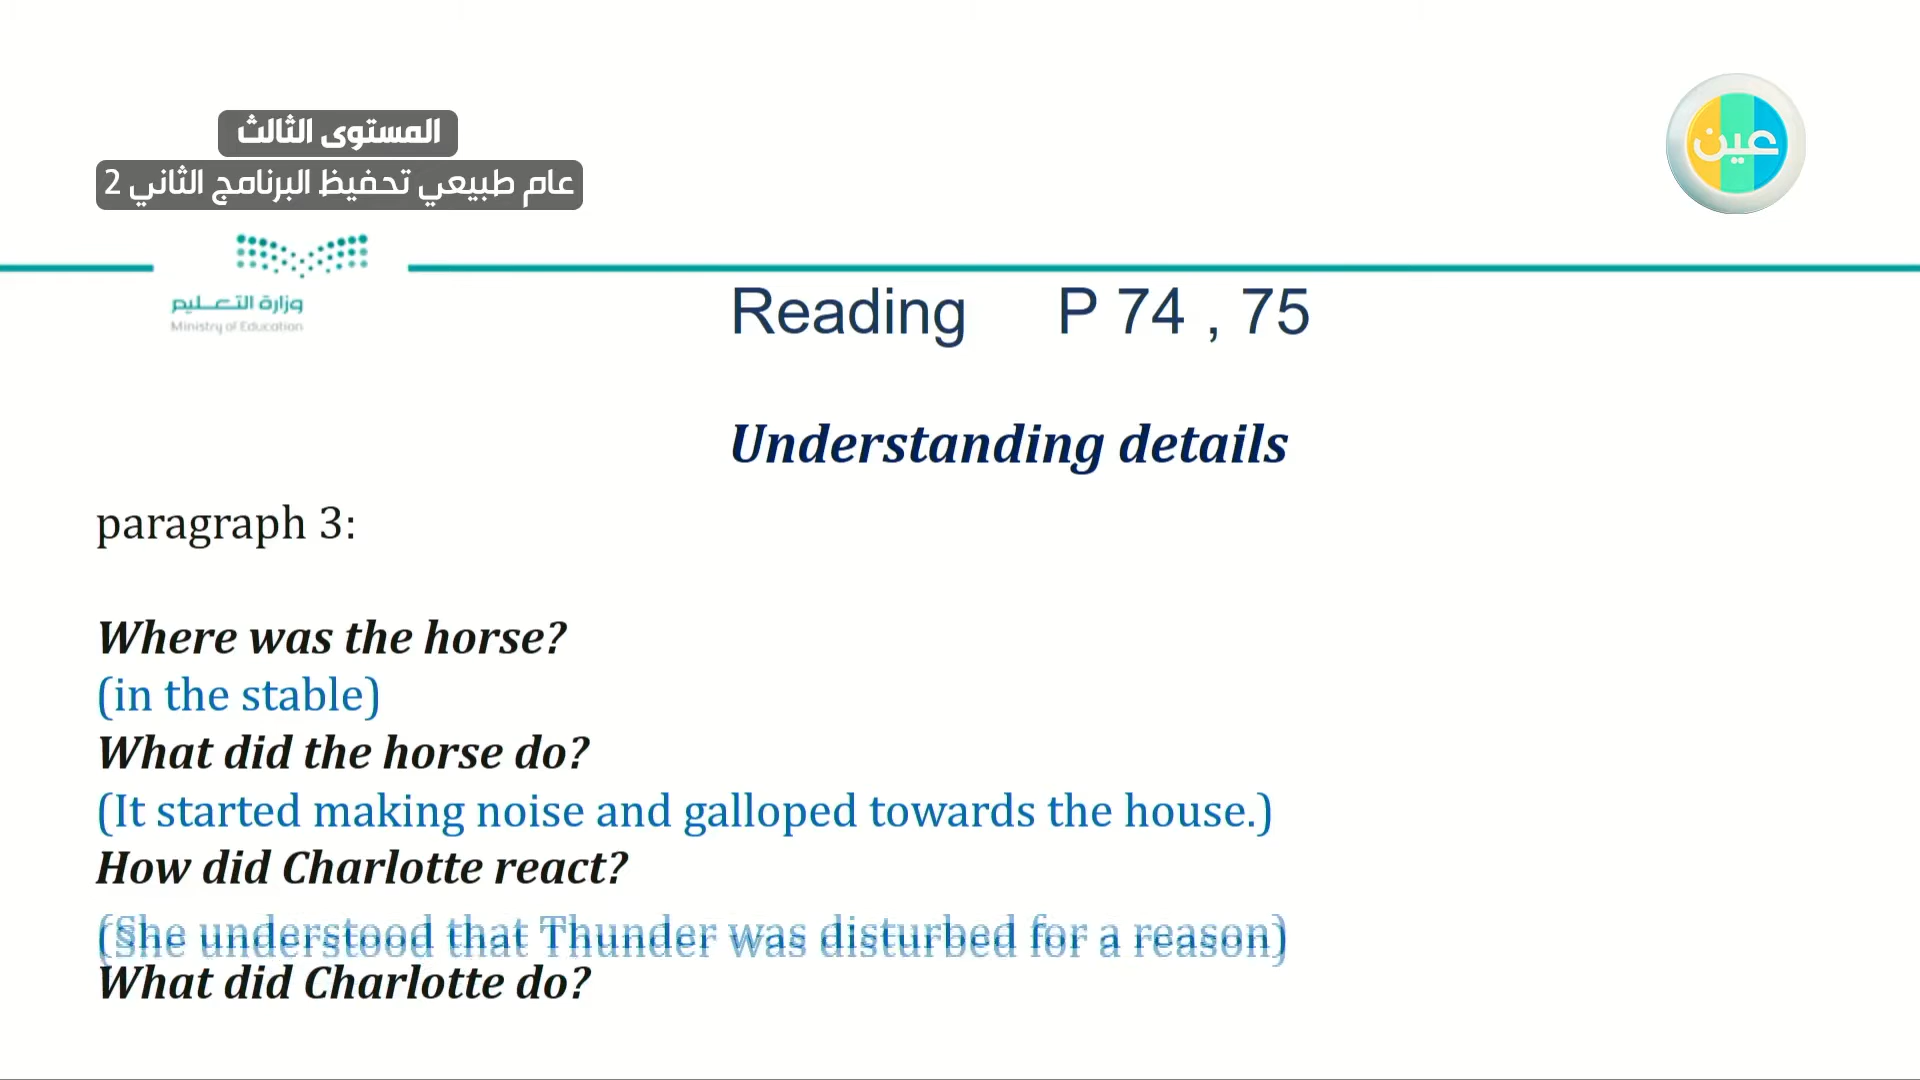 المستوى الثالث
عام طبيعي تحفيظ البرنامج الثاني 2
عين
وزارة التعـليم
Ministry of Education
Reading P 74 , 75
Understanding details
paragraph 3:
Where was the horse?
(in the stable)
What did the horse do?
(It started making noise and galloped towards the house.)
How did Charlotte react?
(She understood that Thunder was disturbed for a reason)
What did Charlotte do?